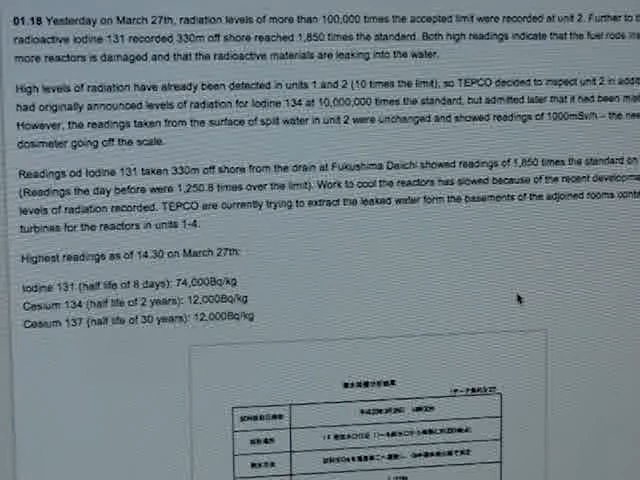 01.18 Yesterday on March 27th, radiation levels of more than 100,000 times the accepted limit were recorded at unit 2. Further to
radioactive Iodine 131 recorded 330m off shore reached 1,850 times the standard. Both high readings indicate that the fuel rods
more reactors is damaged and that the radioactive materials are leaking into the water.
High levels of radiation have already been detected in units 1 and 2 (10 times the limit), so TEPCO decided to inspect unit 2 in
had originally announced levels of radiation for Iodine 134 at 10,000,000 times the standard, but admitted later that it had been
However, the readings taken from the surface of spilt water in unit 2 were unchanged and showed readings of 1000mSv/h – the
dosimeter going off the scale.
Readings od Iodine 131 taken 330m off shore from the drain at Fukushima Daiichi showed readings of 1,850 times the standard on
(Readings the day before were 1,250.8 times over the limit). Work to cool the reactors has slowed because of the recent
levels of radiation recorded. TEPCO are currently trying to extract the leaked water form the basements of the adjoined rooms
turbines for the reactors in units 1-4.
Highest readings as of 14.30 on March 27th:
Iodine 131 (half life of 8 days): 74,000Bq/kg
Cesium 134 (half life of 2 years): 12,000Bq/kg
Cesium 137 (half life of 30 years): 12,000Bq/kg